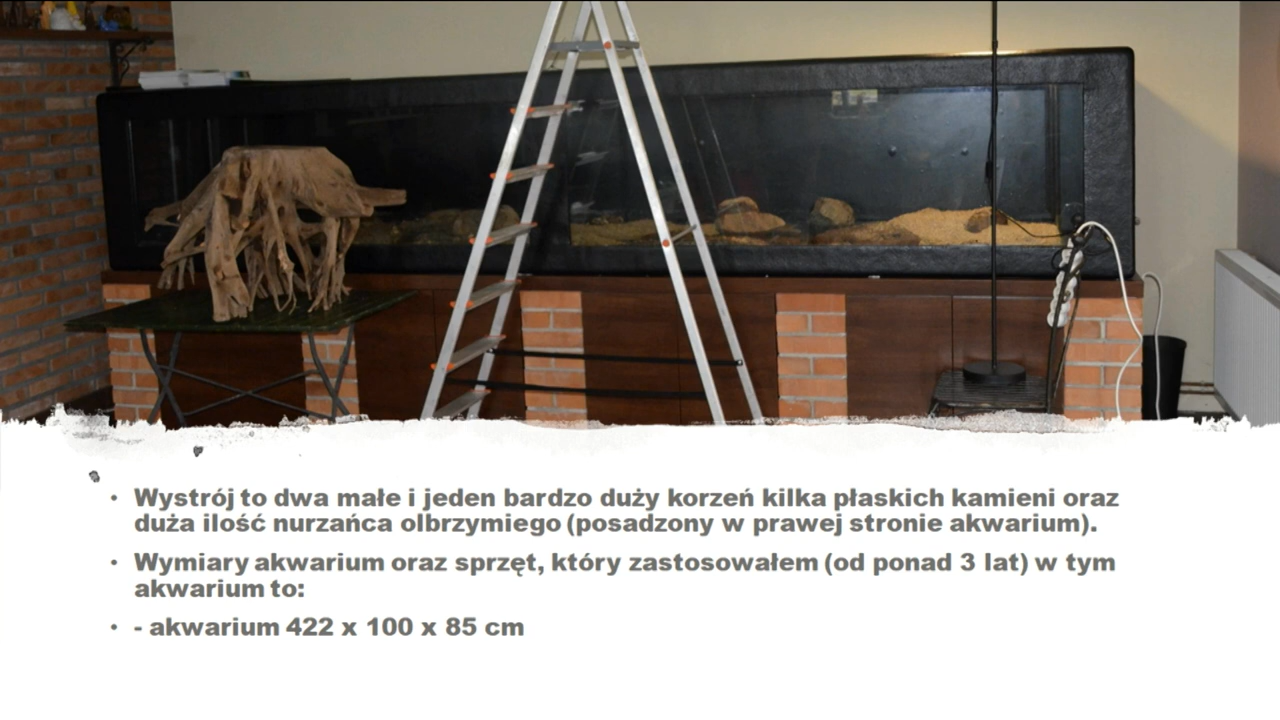 • Wystrój to dwa małe i jeden bardzo duży korzeń kilka płaskich kamieni oraz
duża ilość nurzańca olbrzymiego (posadzony w prawej stronie akwarium).
• Wymiary akwarium oraz sprzęt, który zastosowałem (od ponad 3 lat) w tym
akwarium to:
• - akwarium 422 x 100 x 85 cm